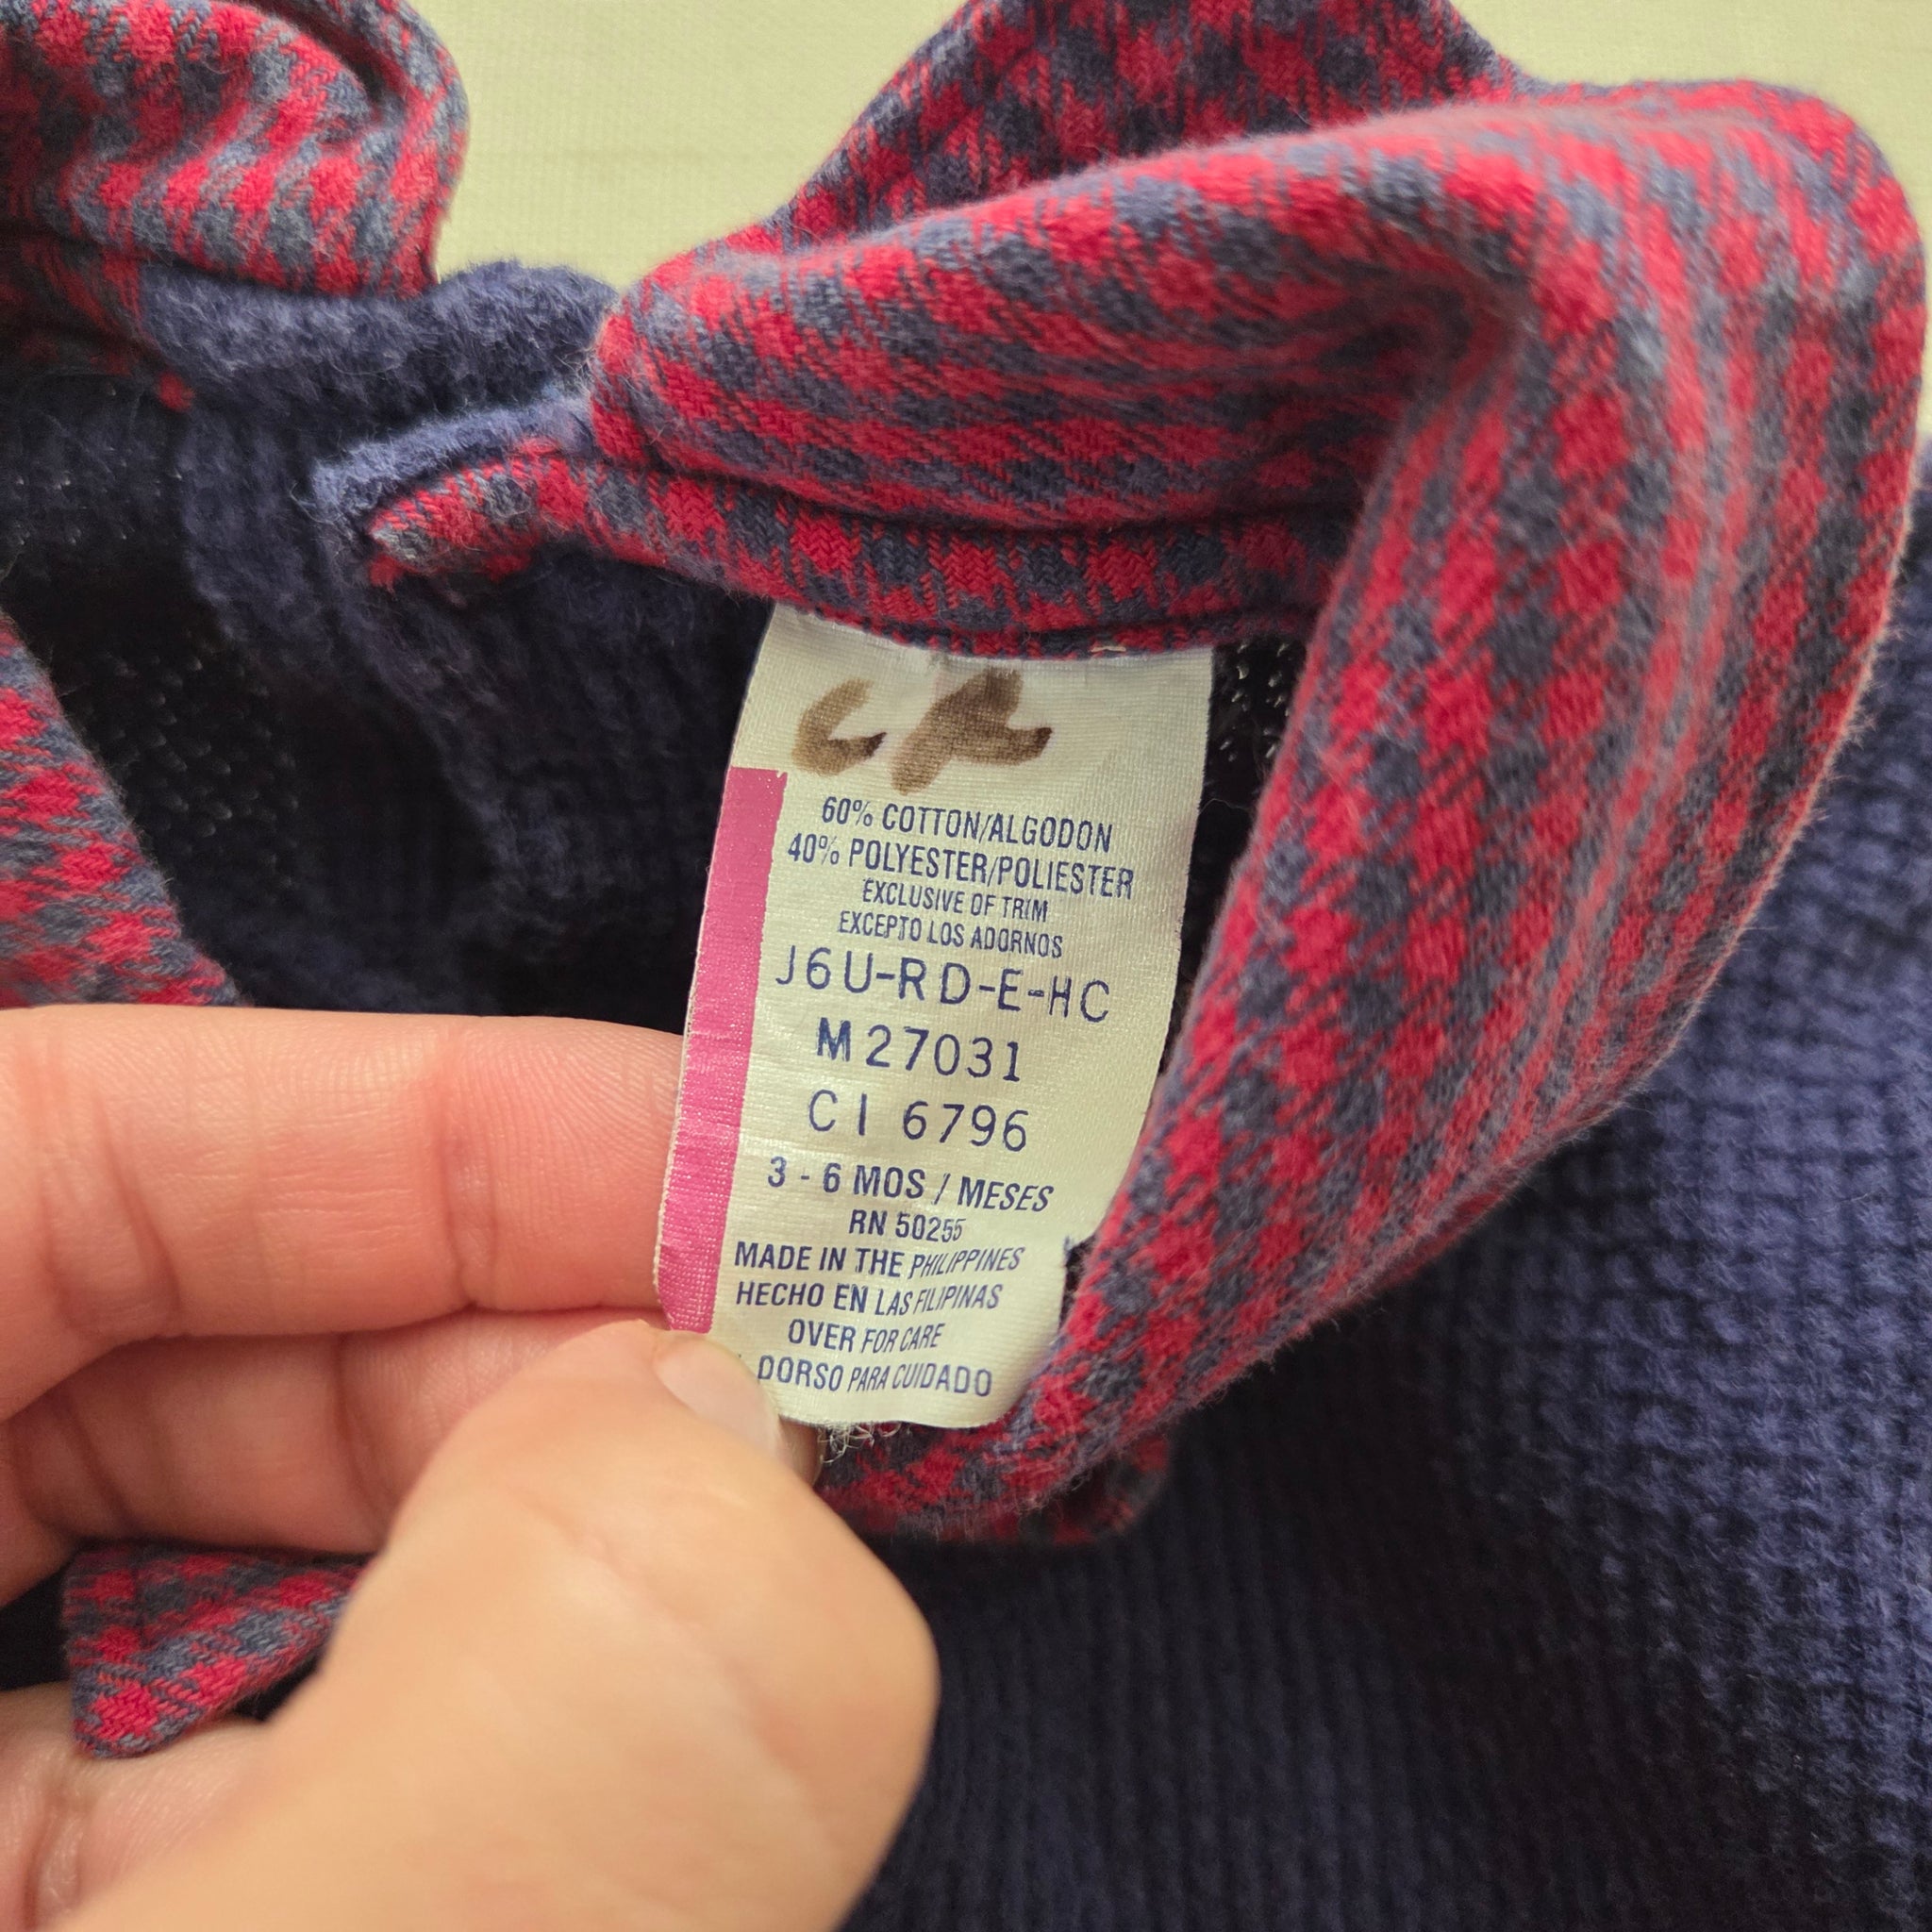 CR
60% COTTON/ALGODON
40% POLYESTER/POLIESTER
EXCLUSIVE OF TRIM
EXCEPTO LOS ADORNOS
J6U-RD-E-HC
M27031
CI 6796
3 - 6 MOS / MESES
RN 50255
MADE IN THE PHILIPPINES
HECHO EN LAS FILIPINAS
OVER FOR CARE
DORSO PARA CUIDADO